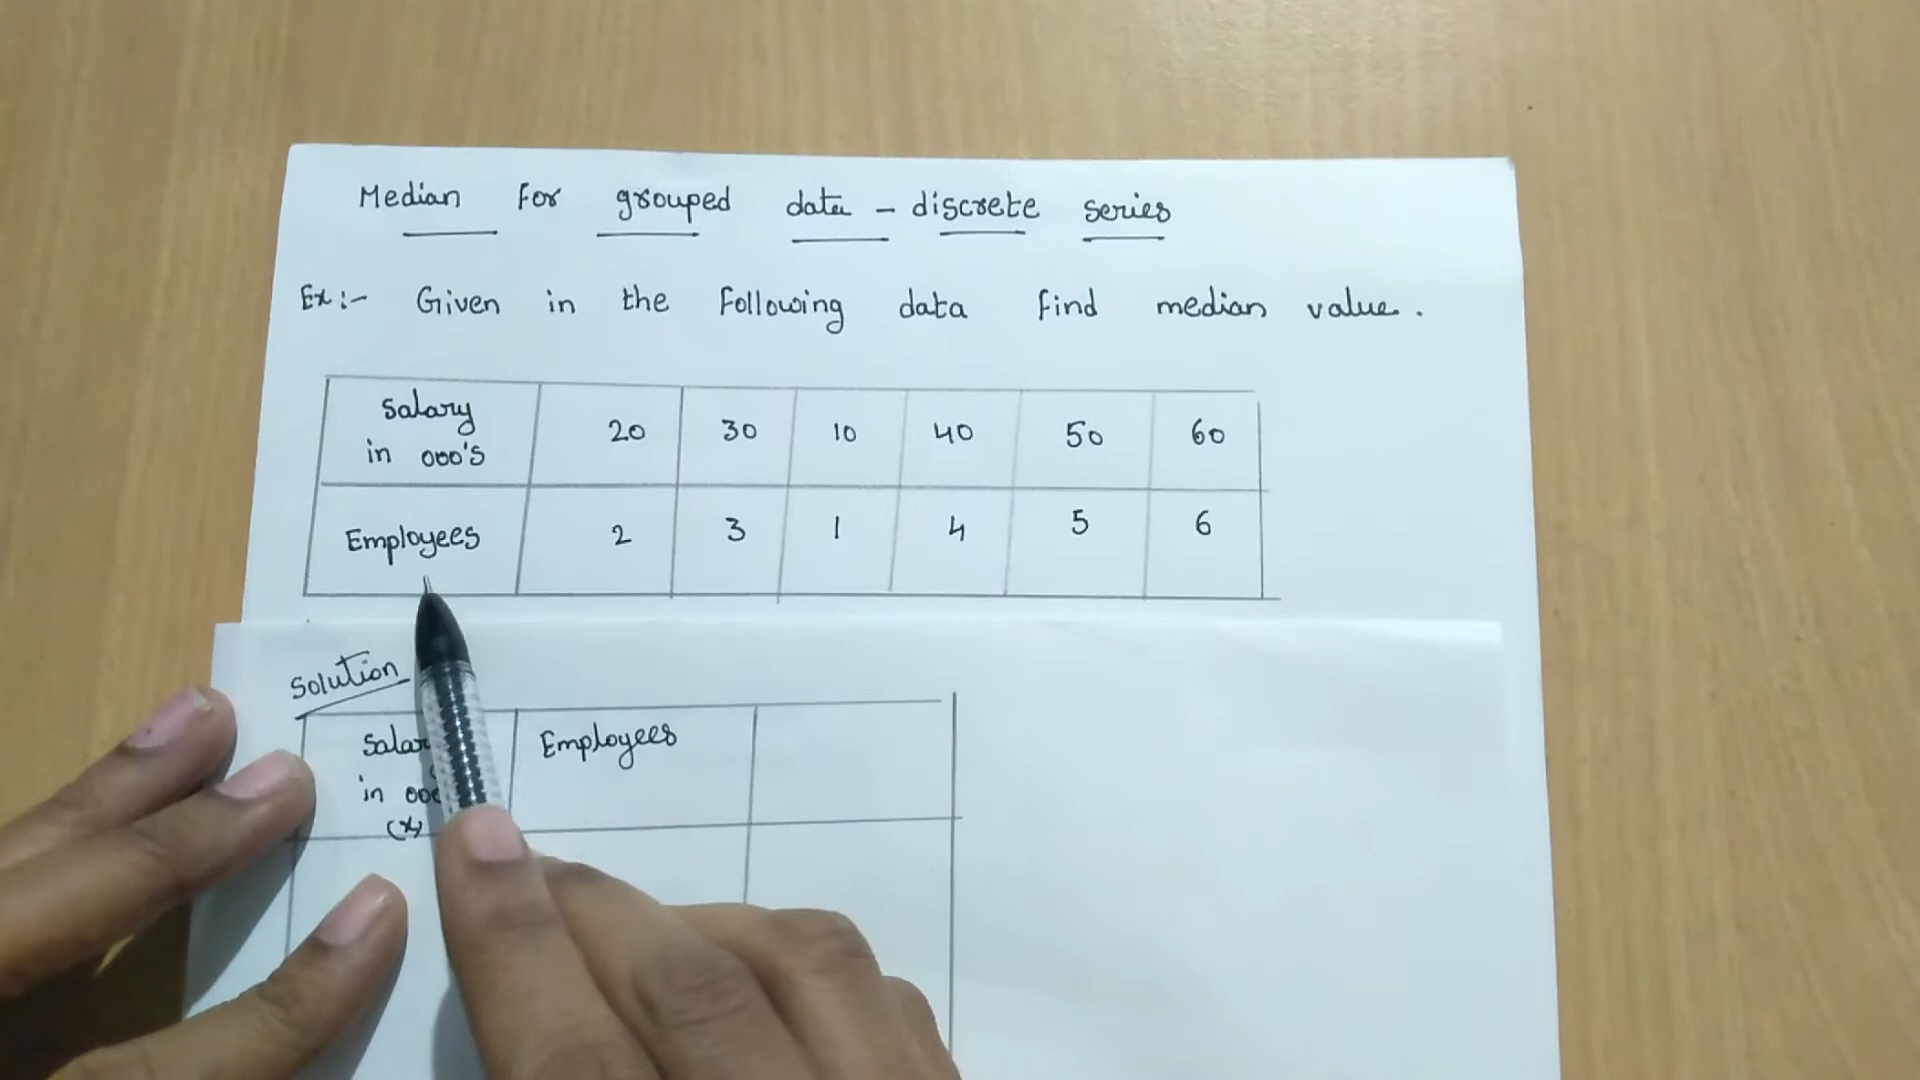 Median For grouped data - discrete series
Ex:- Given in the Following data Find median value.
Salary in 000's 20 30 10 40 50 60
Employees 2 3 1 4 5 6
Solution
Employees
in
(x)